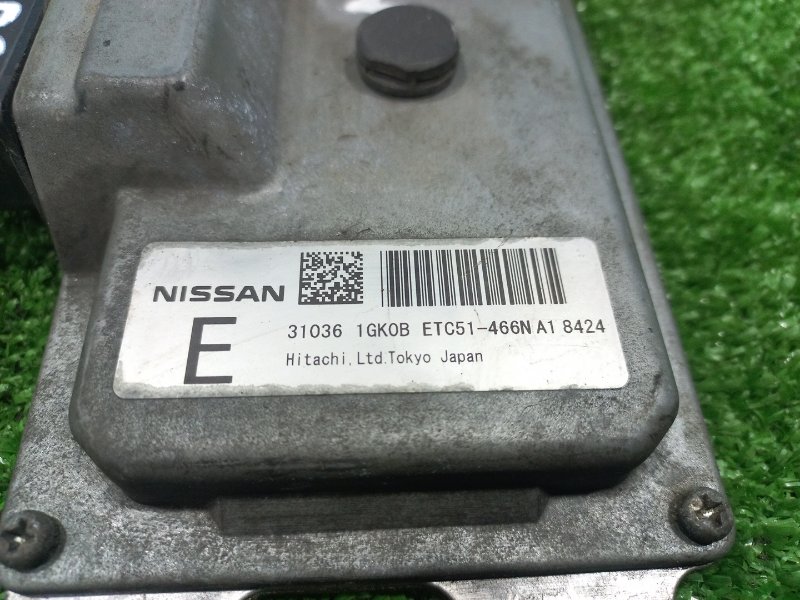 NISSAN
E
31036 1GK0B ETC51-466N A1 8424
Hitachi,Ltd.Tokyo Japan